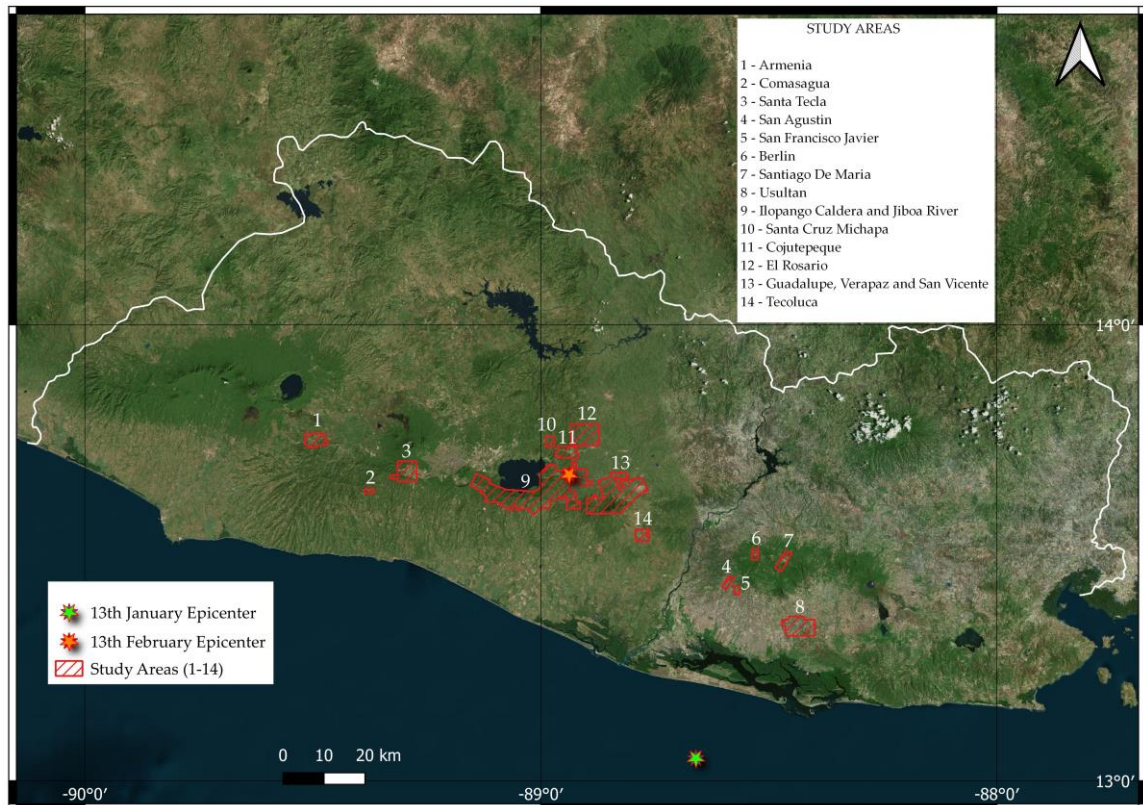 STUDY AREAS
1 - Armenia
2 - Comasagua
3 - Santa Tecla
4 - San Agustin
5 - San Francisco Javier
6 - Berlin
7 - Santiago De Maria
8 - Usultan
9 - Ilopango Caldera and Jiboa River
10 - Santa Cruz Michapa
11 - Cojutepeque
12 - El Rosario
13 - Guadalupe, Verapaz and San Vicente
14 - Tecoluca
14°0′
12
10
11
1
3
13
2
9
14
6
7
4
5
8
13th January Epicenter
13th February Epicenter
Study Areas (1-14)
0 10 20 km
-90°0′ -89°0′ -88°0′ 13°0′